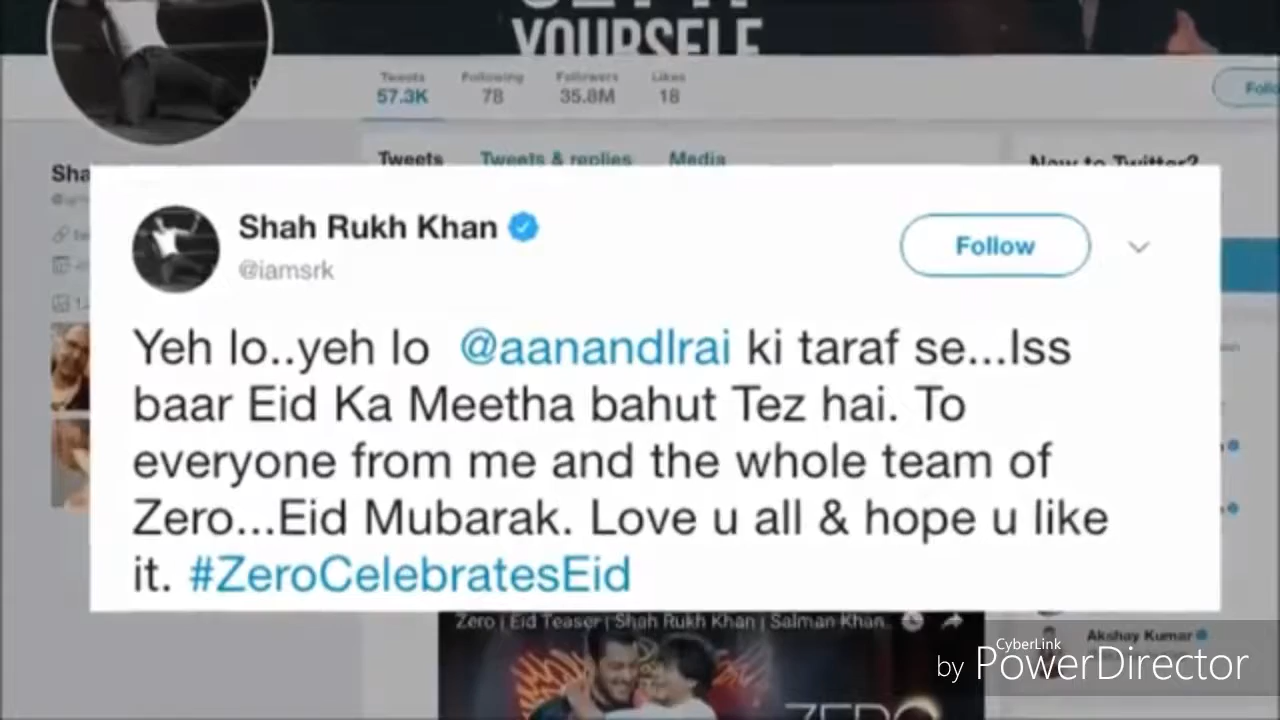 YOURSELF
Tweets Following Followers Likes
57.3K 78 35.8M 18
Tweets Tweets & replies Media
New to Twitter?
Sha
Shah Rukh Khan
@iamsrk
Follow
Yeh lo..yeh lo @aanandlrai ki taraf se...Iss
baar Eid Ka Meetha bahut Tez hai. To
everyone from me and the whole team of
Zero...Eid Mubarak. Love u all & hope u like
it. #ZeroCelebratesEid
Zero | Eid Teaser | Shah Rukh Khan | Salman Khan..
Akshay Kumar
CyberLink
by PowerDirector
ZERO